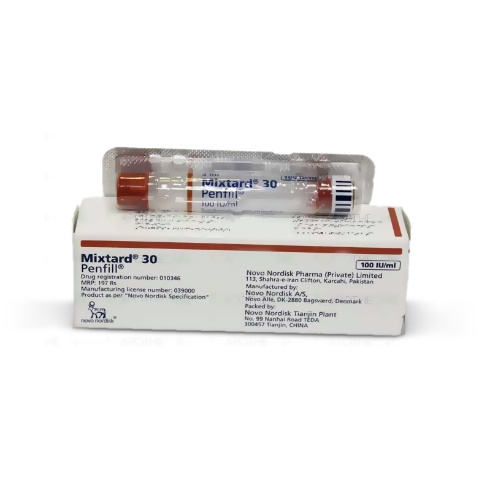 Mixtard® 30
Penfill®
100 IU/ml
Mixtard® 30
Penfill®
Drug registration number: 010346
MRP: 197 Rs
Manufacturing license number: 039000
Product as per "Novo Nordisk Specification"
novo nordisk®
100 IU/ml
Novo Nordisk Pharma (Private) Limited
113, Shahra-e-Iran Clifton, Karcahi, Pakistan
Manufactured by:
Novo Nordisk A/S,
Novo Allé, DK-2880 Bagsværd, Denmark
Packed by:
Novo Nordisk Tianjin Plant
No. 99 Nanhai Road TEDA
300457 Tianjin, CHINA